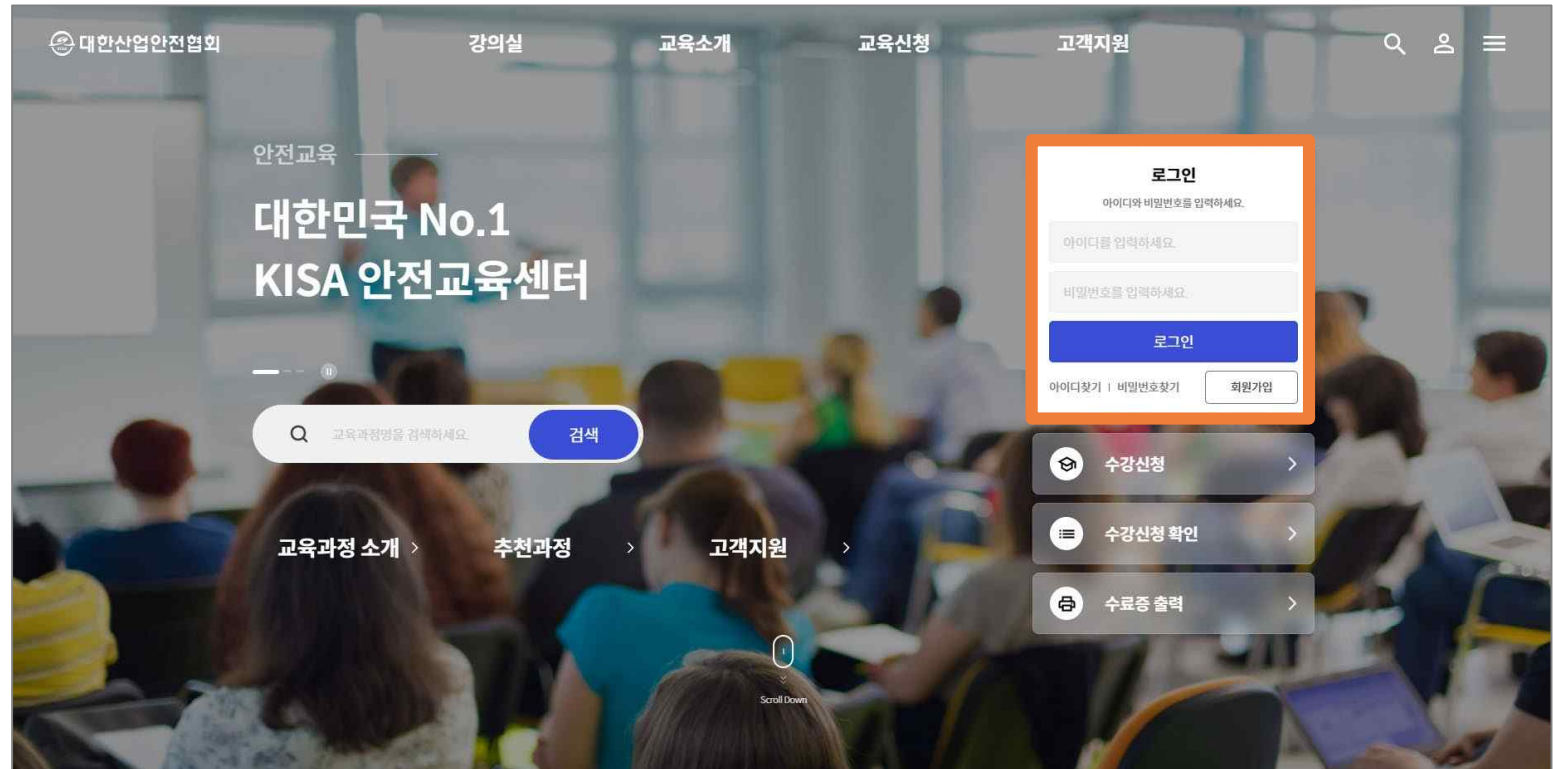 대한산업안전협회
강의실 교육소개 교육신청 고객지원
안전교육
대한민국 No.1
KISA 안전교육센터
교육과정명을 검색하세요.
검색
교육과정 소개
추천과정
고객지원
Scroll Down
로그인
아이디와 비밀번호를 입력하세요.
아이디를 입력하세요.
비밀번호를 입력하세요.
로그인
아이디찾기 | 비밀번호찾기
회원가입
수강신청
수강신청 확인
수료증 출력